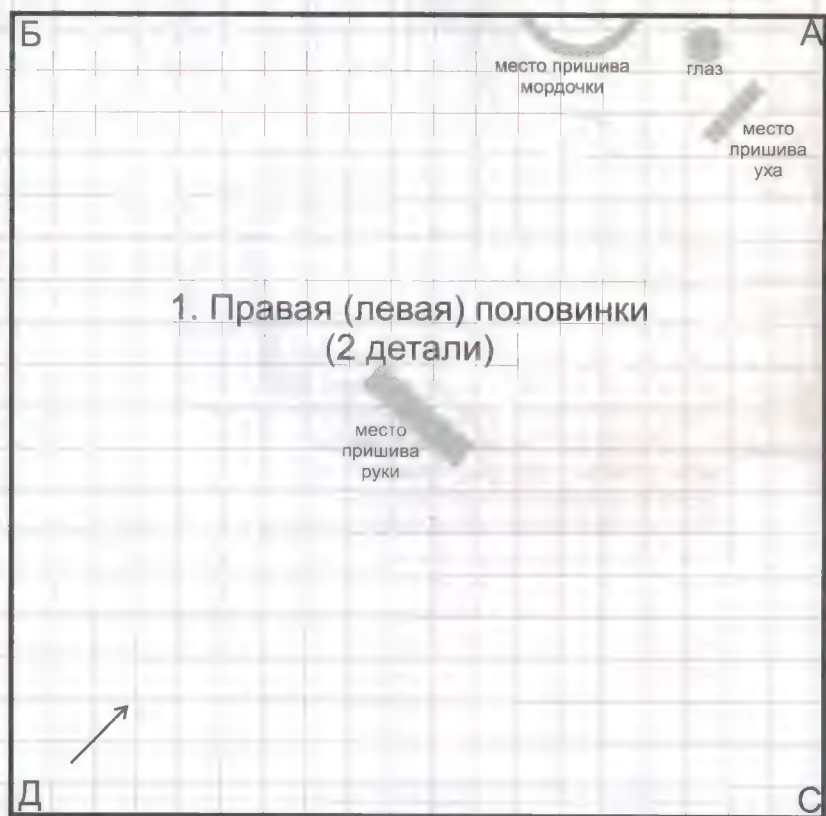 Б
А
место пришива
мордочки
глаз
место
пришива
уха
1. Правая (левая) половинки
(2 детали)
место
пришива
руки
Д
С